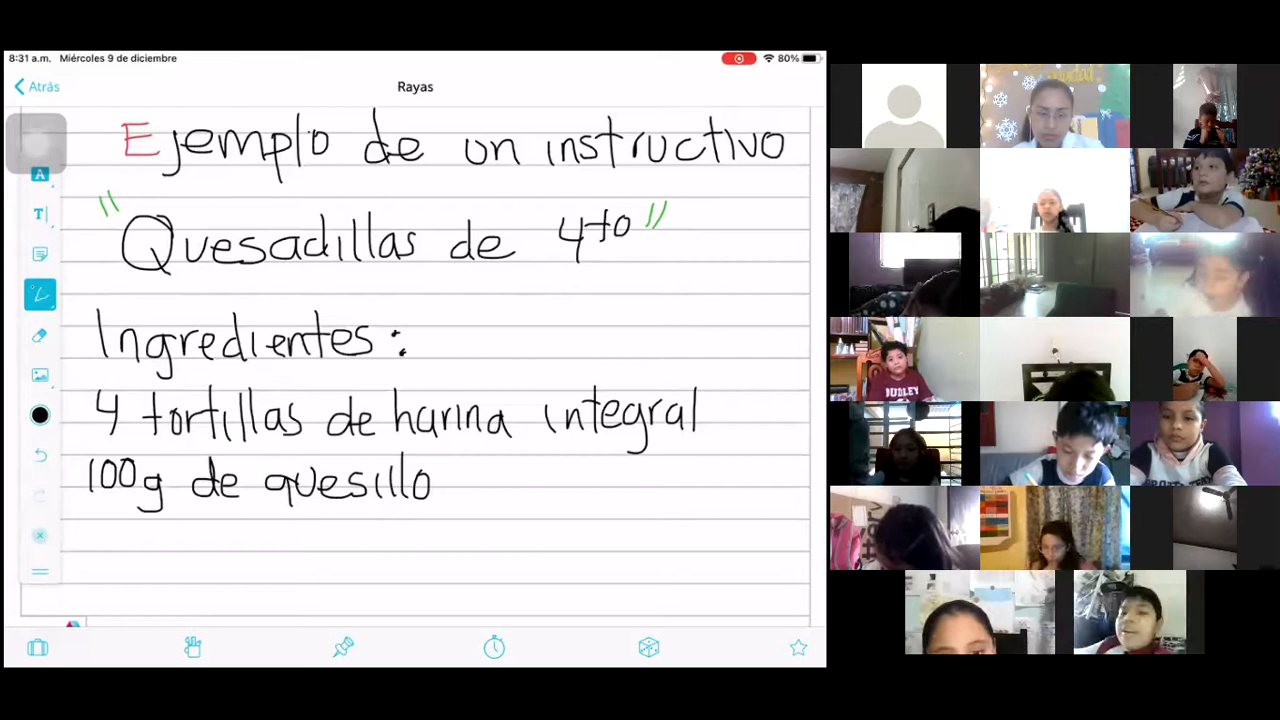 8:31 a.m. Miércoles 9 de diciembre
80%
Atrás
Rayas
Ejemplo de un instructivo
"Quesadillas de 4to"
Ingredientes:
4 tortillas de harina integral
100g de quesillo
A
T
DUDLEY